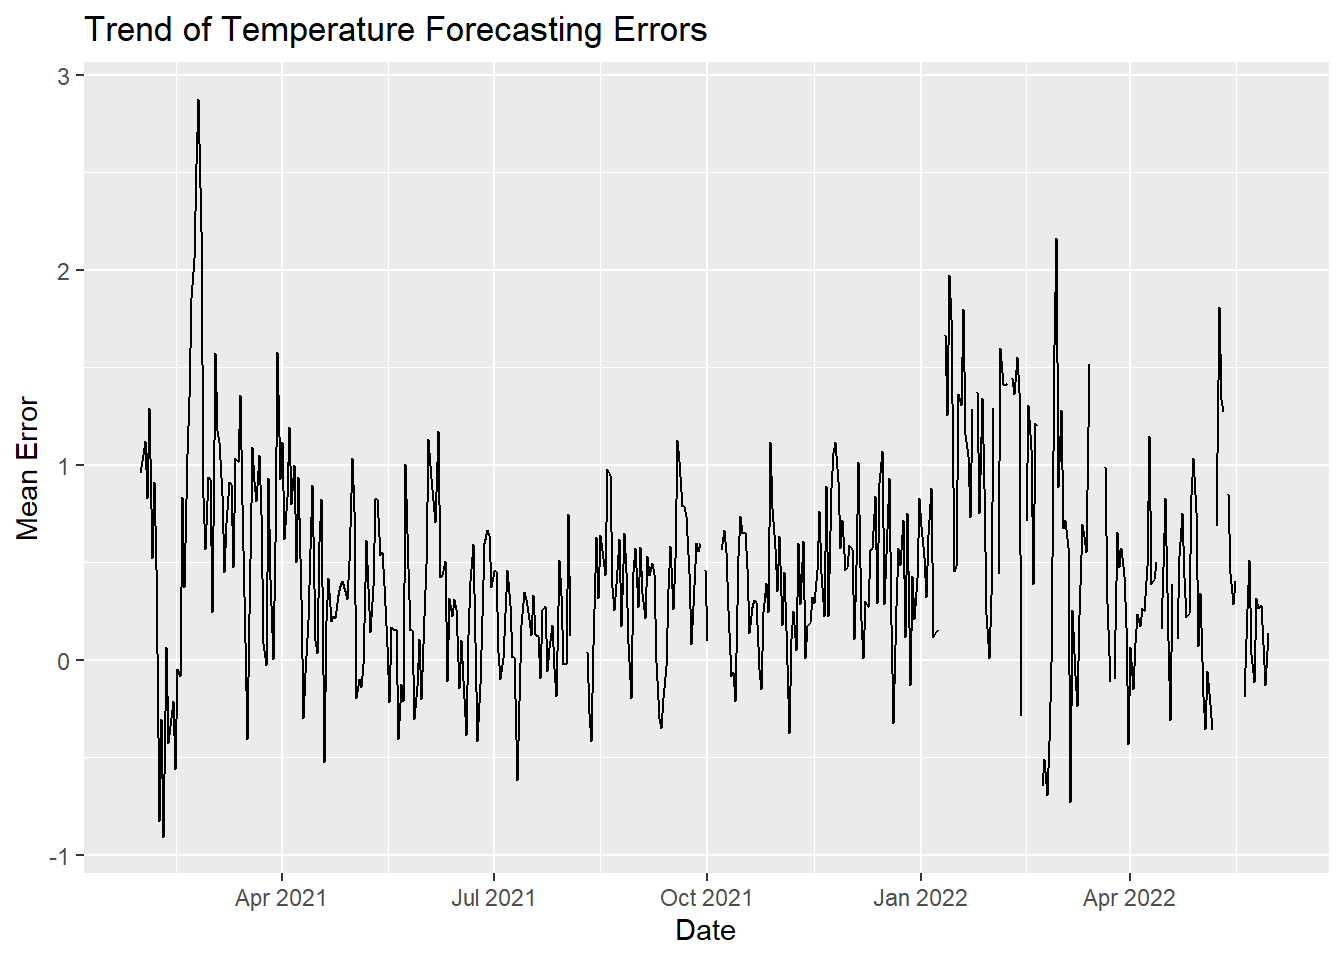 Trend of Temperature Forecasting Errors
3
2
1
0
-1
Mean Error
Apr 2021
Jul 2021
Oct 2021
Jan 2022
Apr 2022
Date